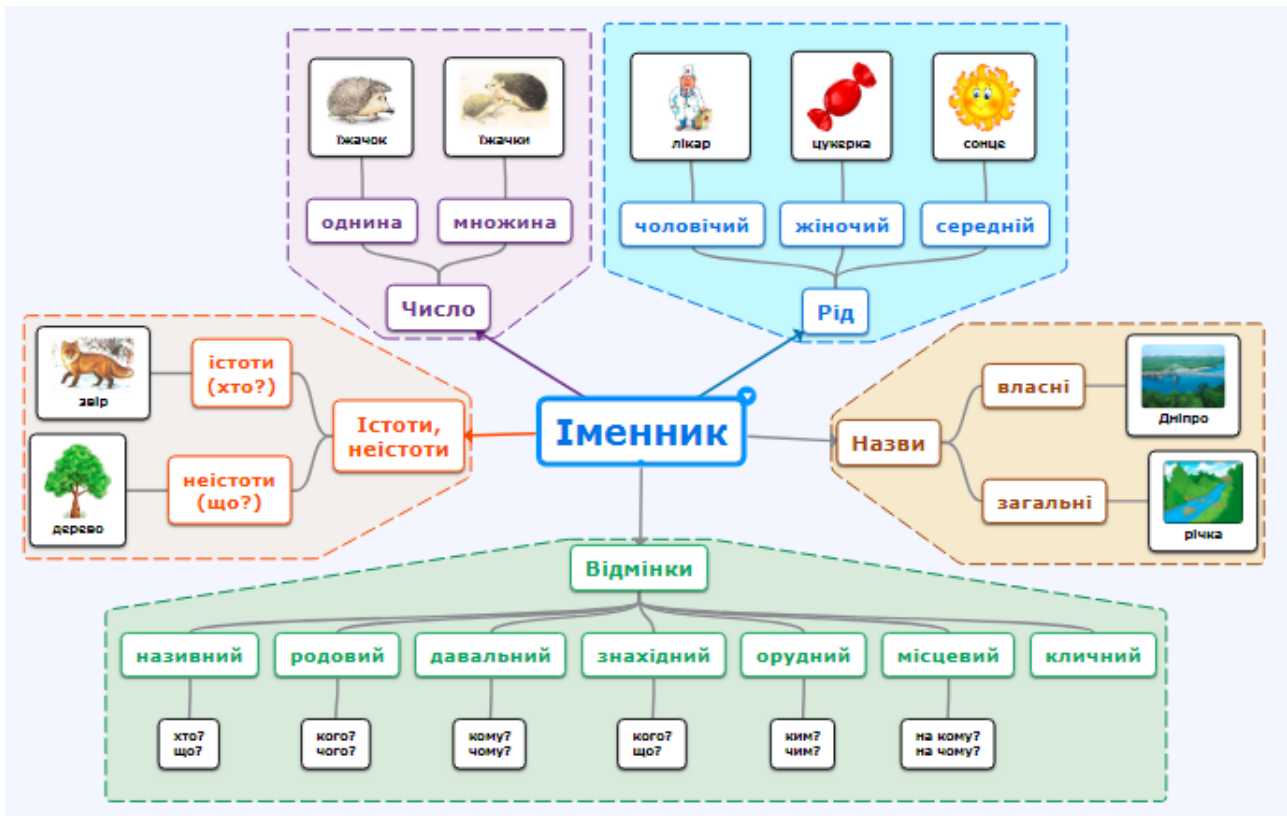 їжачок
їжачки
однина
множина
Число
лікар
цукерка
сонце
чоловічий
жіночий
середній
Рід
звір
істоти
(хто?)
дерево
неістоти
(що?)
Істоти,
неістоти
Іменник
Назви
власні
Дніпро
загальні
річка
Відмінки
називний
родовий
давальний
знахідний
орудний
місцевий
кличний
хто?
що?
кого?
чого?
кому?
чому?
кого?
що?
ким?
чим?
на кому?
на чому?